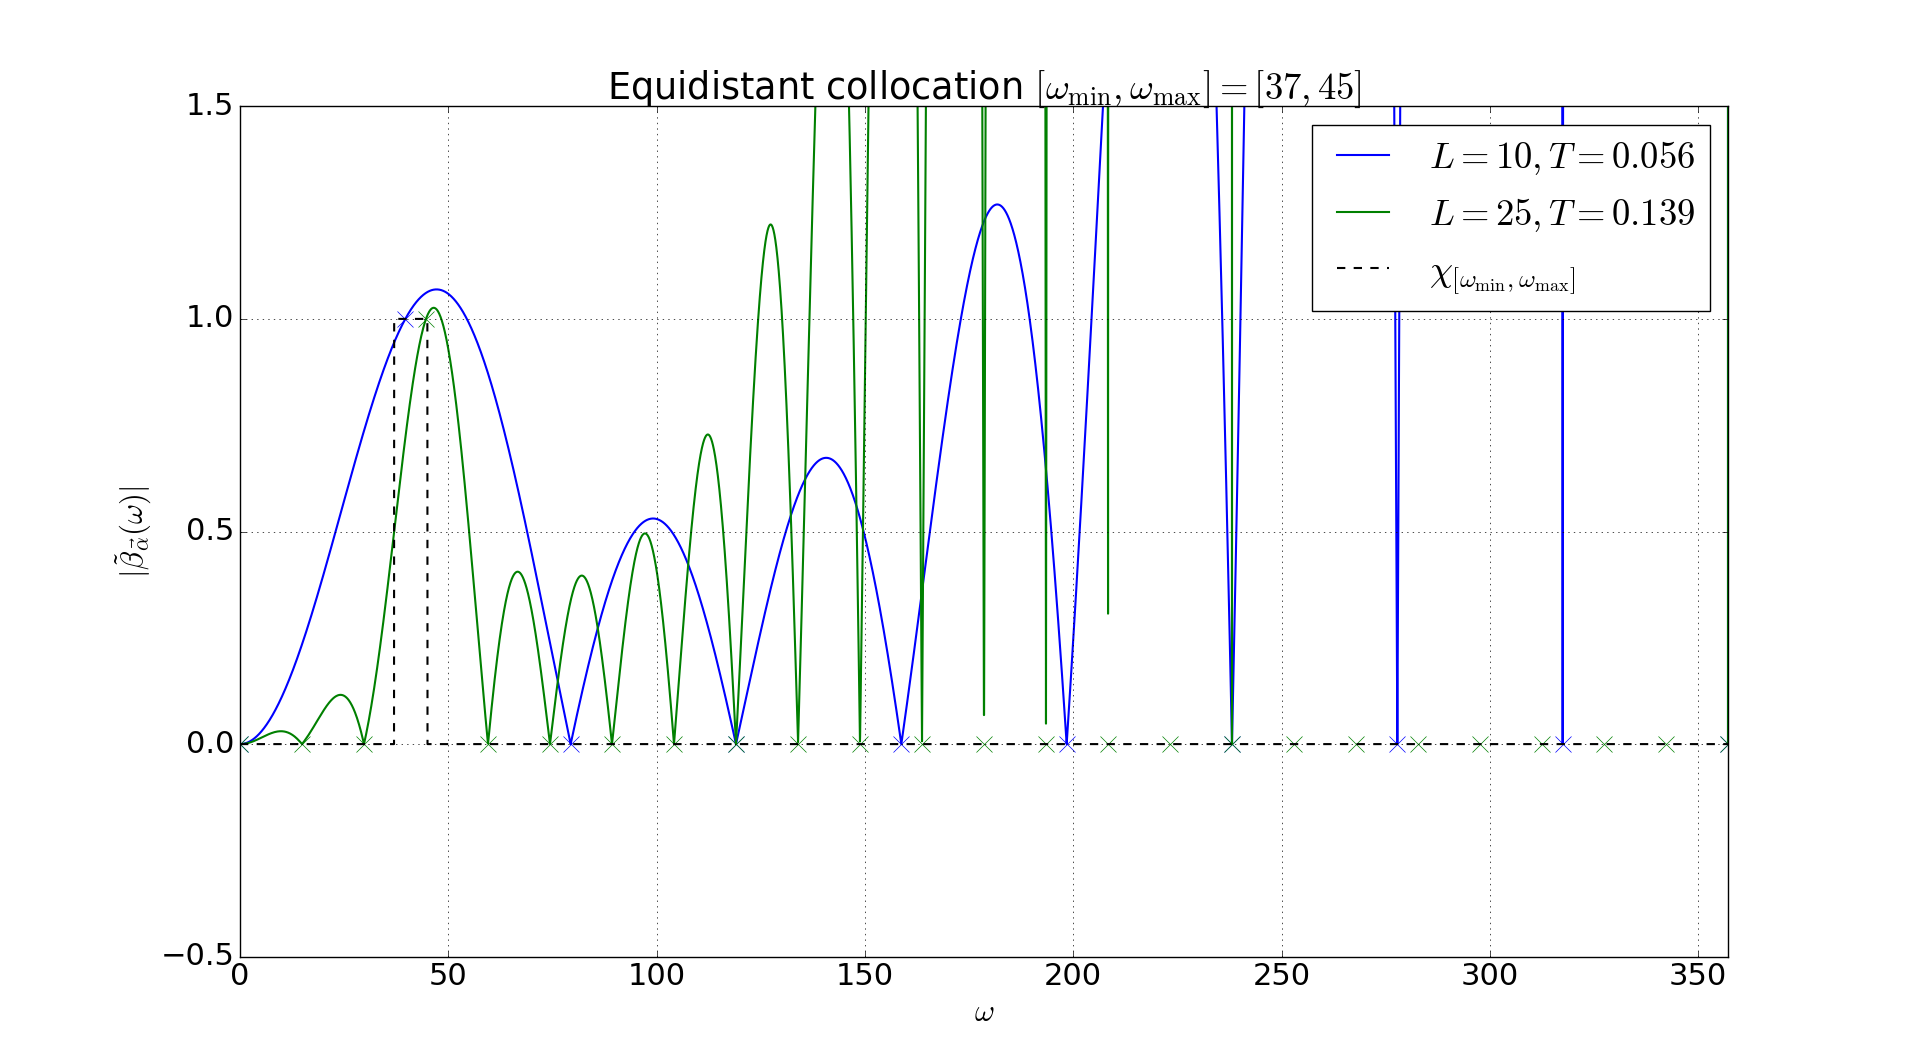 Equidistant collocation [ω_min, ω_max] = [37, 45]
1.5
1.0
0.5
0.0
−0.5
|β̃_α⃗(ω)|
L = 10, T = 0.056
L = 25, T = 0.139
χ_[ω_min, ω_max]
0 50 100 150 200 250 300 350
ω